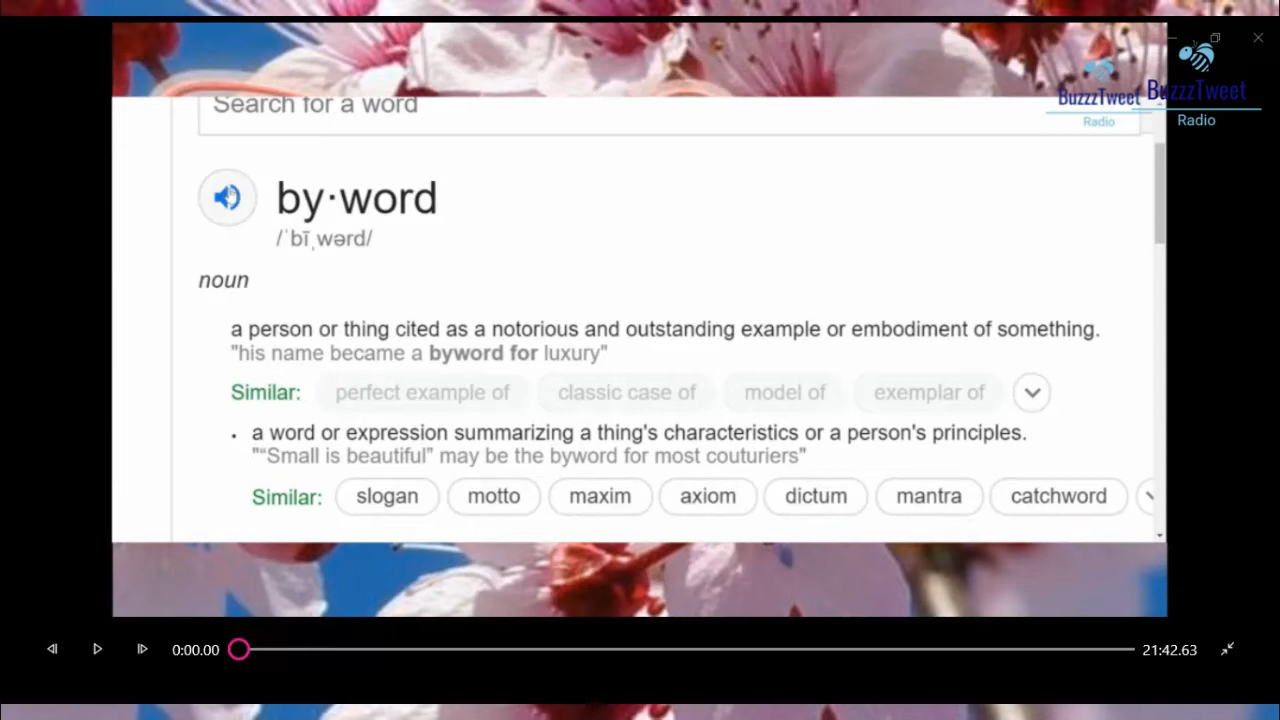 Search for a word
BuzzzTweet
Radio
BuzzzTweet
Radio
by·word
/ˈbīˌwərd/
noun
a person or thing cited as a notorious and outstanding example or embodiment of something.
"his name became a byword for luxury"
Similar: perfect example of classic case of model of exemplar of
• a word or expression summarizing a thing's characteristics or a person's principles.
"“Small is beautiful” may be the byword for most couturiers"
Similar: slogan motto maxim axiom dictum mantra catchword
0:00.00 21:42.63